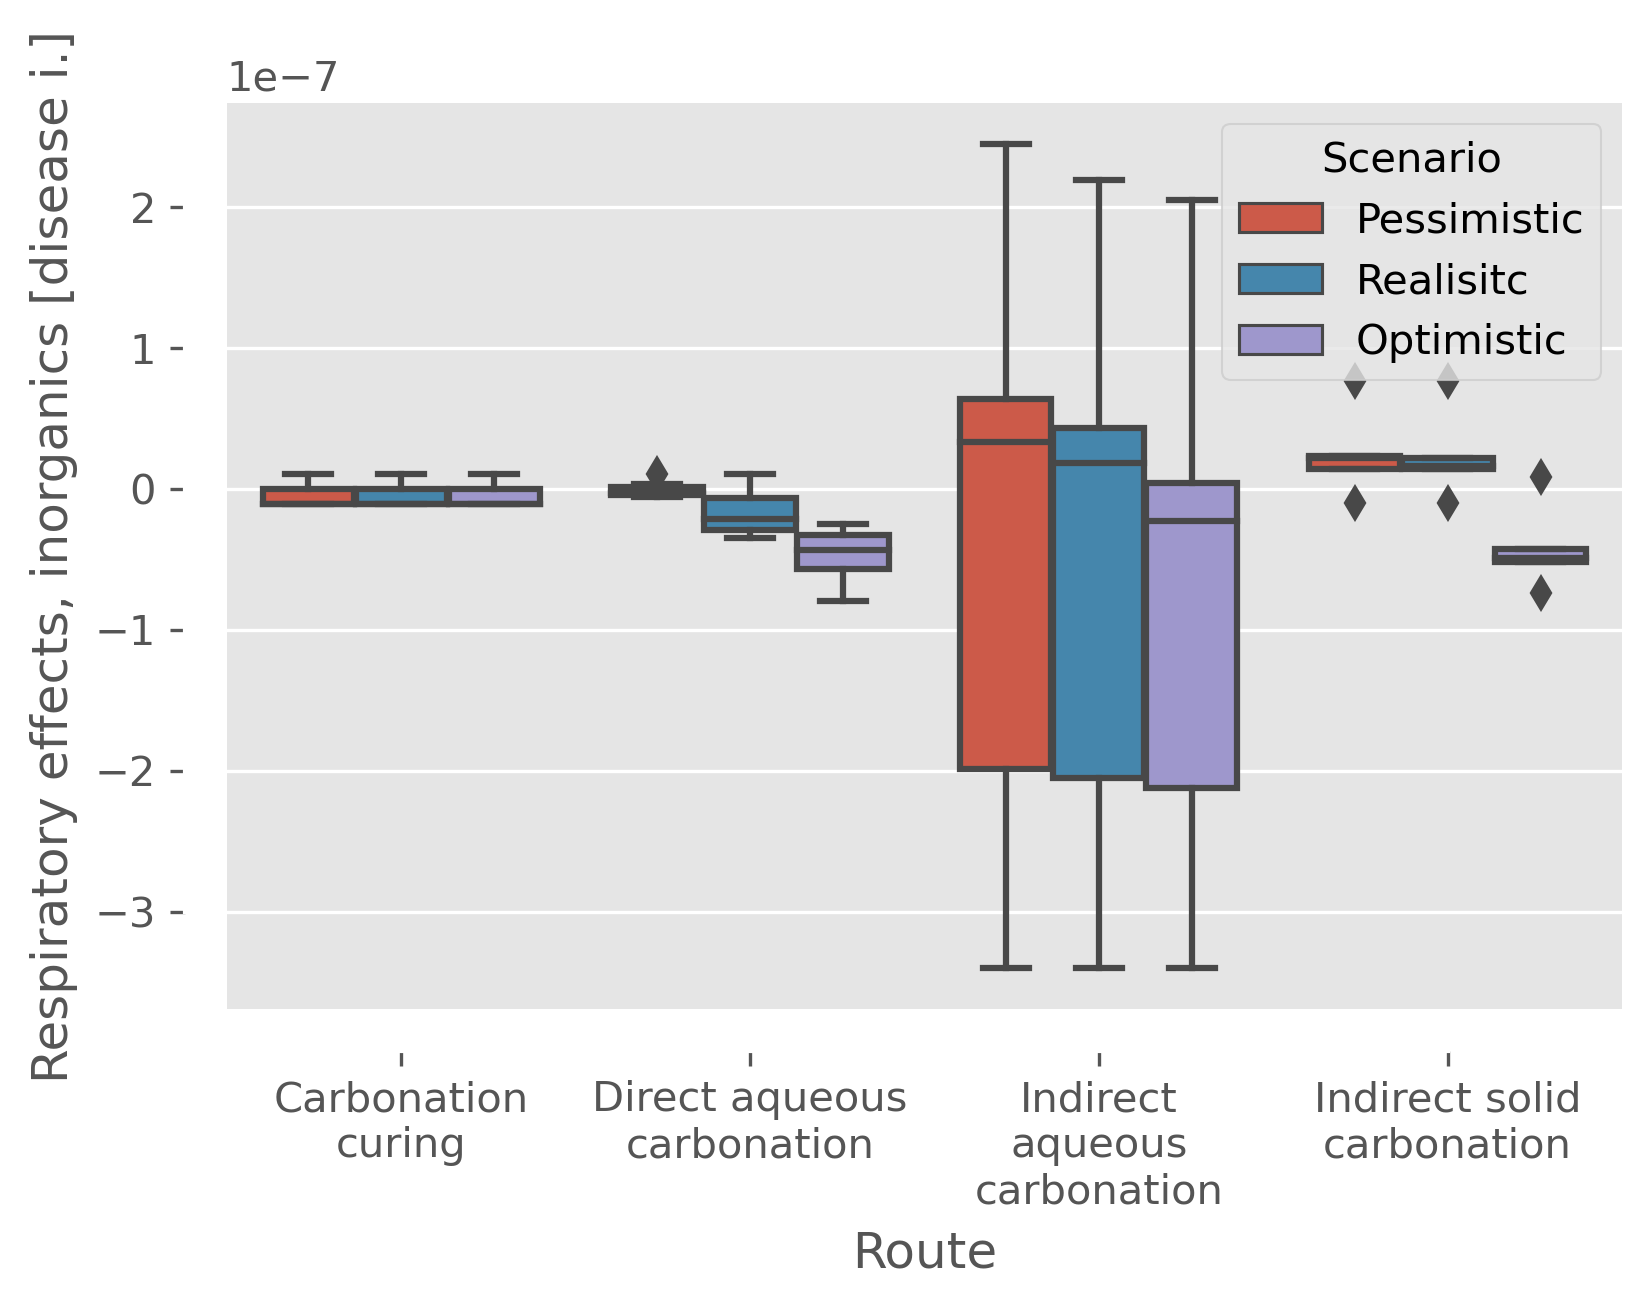 Respiratory effects, inorganics [disease i.]
1e−7
2
1
0
−1
−2
−3
Scenario
Pessimistic
Realisitc
Optimistic
Carbonation
curing
Direct aqueous
carbonation
Indirect
aqueous
carbonation
Indirect solid
carbonation
Route